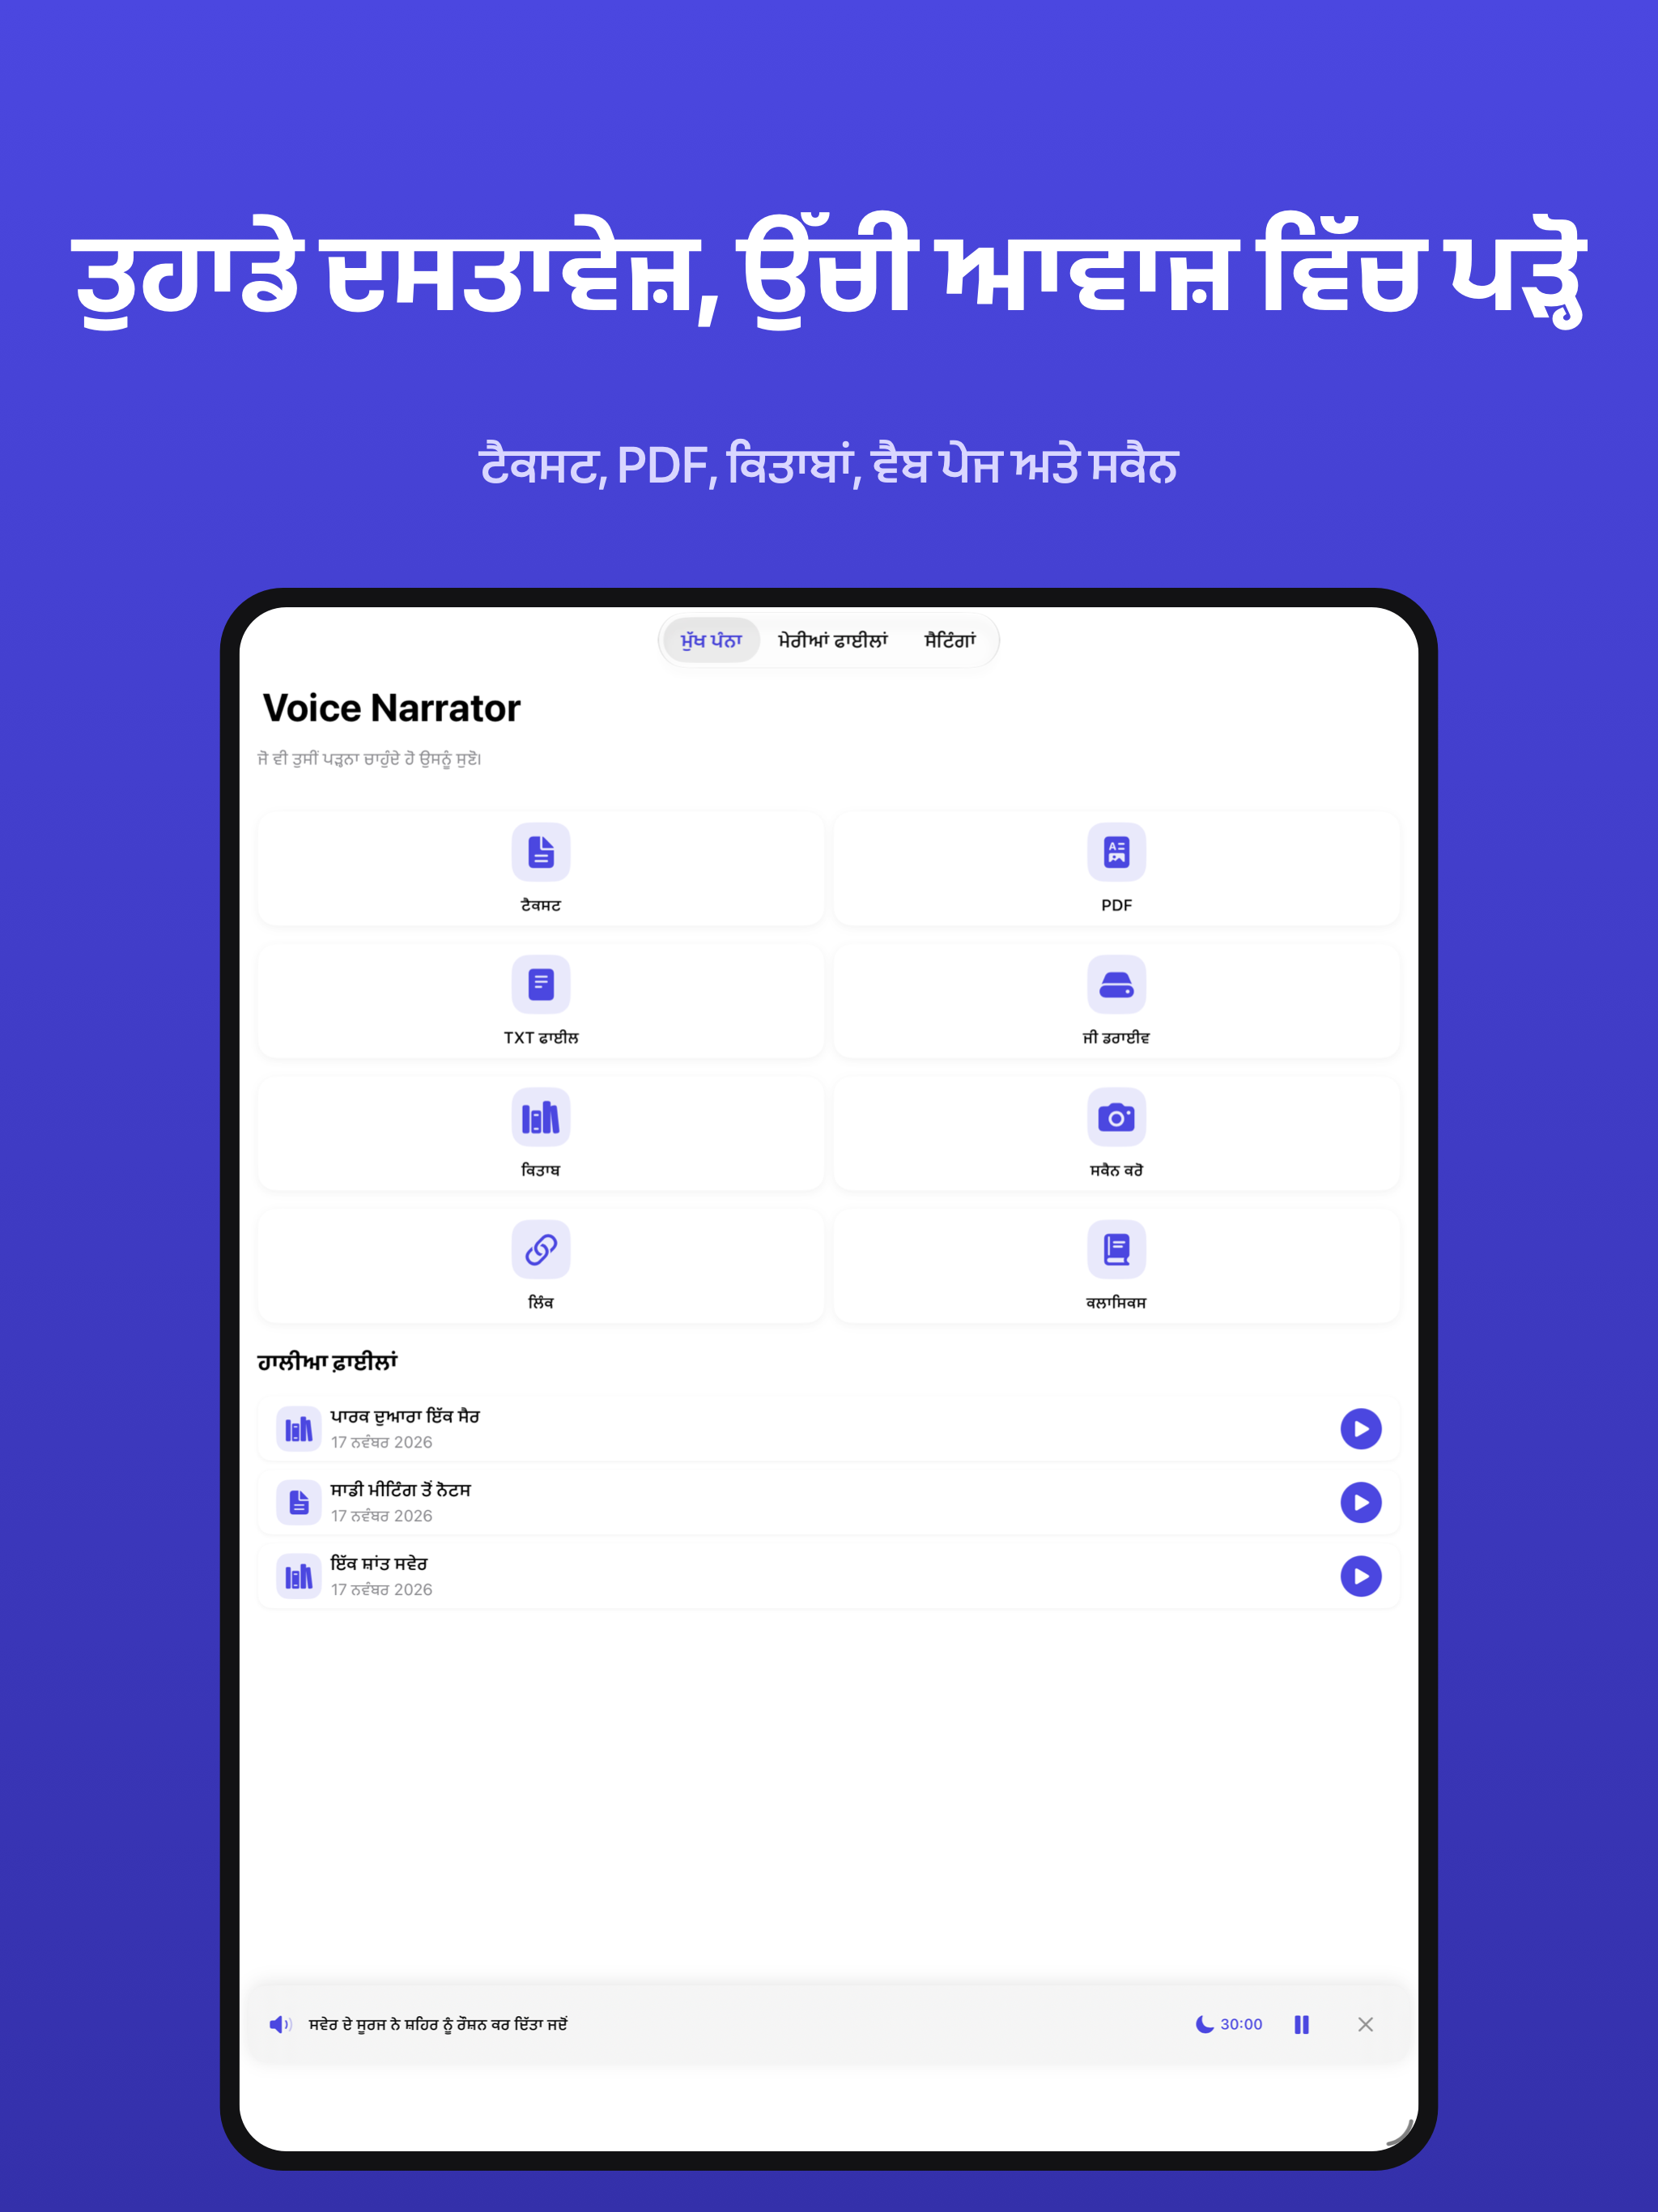 ਤੁਹਾਡੇ ਦਸਤਾਵੇਜ਼, ਉੱਚੀ ਆਵਾਜ਼ ਵਿੱਚ ਪੜ੍ਹੋ
ਟੈਕਸਟ, PDF, ਕਿਤਾਬਾਂ, ਵੈਬ ਪੇਜ ਅਤੇ ਸਕੈਨ
ਮੁੱਖ ਪੰਨਾ ਮੇਰੀਆਂ ਫਾਈਲਾਂ ਸੈਟਿੰਗਾਂ
Voice Narrator
ਜੋ ਵੀ ਤੁਸੀਂ ਪੜ੍ਹਨਾ ਚਾਹੁੰਦੇ ਹੋ ਉਸਨੂੰ ਸੁਣੋ।
ਟੈਕਸਟ PDF
TXT ਫਾਈਲ ਜੀ ਡਰਾਈਵ
ਕਿਤਾਬ ਸਕੈਨ ਕਰੋ
ਲਿੰਕ ਕਲਾਸਿਕਸ
ਹਾਲੀਆ ਫ਼ਾਈਲਾਂ
ਪਾਰਕ ਦੁਆਰਾ ਇੱਕ ਸੈਰ
17 ਨਵੰਬਰ 2026
ਸਾਡੀ ਮੀਟਿੰਗ ਤੋਂ ਨੋਟਸ
17 ਨਵੰਬਰ 2026
ਇੱਕ ਸ਼ਾਂਤ ਸਵੇਰ
17 ਨਵੰਬਰ 2026
ਸਵੇਰ ਦੇ ਸੂਰਜ ਨੇ ਸ਼ਹਿਰ ਨੂੰ ਰੌਸ਼ਨ ਕਰ ਦਿੱਤਾ ਜਦੋਂ 30:00